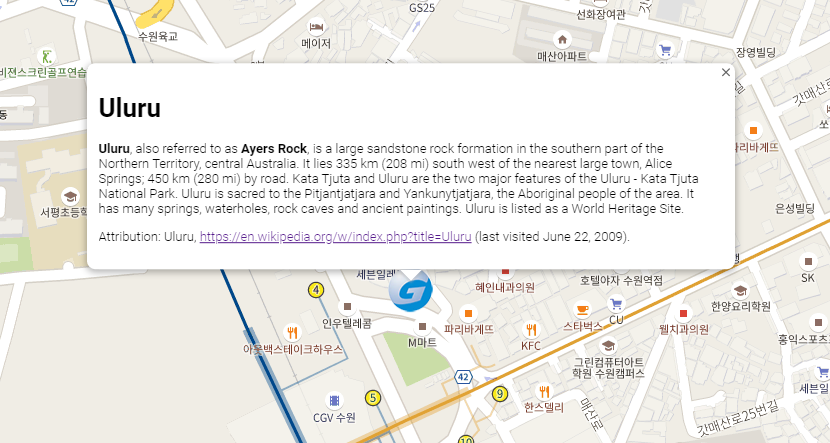 GS25
선화장여관
수원육교
메이저
매산아파트
장영빌딩
비젼스크린골프연습
갓매산로
파리바게뜨
서평초등학
은성빌딩
×
Uluru
Uluru, also referred to as Ayers Rock, is a large sandstone rock formation in the southern part of the
Northern Territory, central Australia. It lies 335 km (208 mi) south west of the nearest large town, Alice
Springs; 450 km (280 mi) by road. Kata Tjuta and Uluru are the two major features of the Uluru - Kata Tjuta
National Park. Uluru is sacred to the Pitjantjatjara and Yankunytjatjara, the Aboriginal people of the area. It
has many springs, waterholes, rock caves and ancient paintings. Uluru is listed as a World Heritage Site.
Attribution: Uluru, https://en.wikipedia.org/w/index.php?title=Uluru (last visited June 22, 2009).
세븐일레
혜인내과의원
호텔야자 수원역점
SK
4
G
CU
한양요리학원
인우텔레콤
M마트
파리바게뜨
KFC
스타벅스
웰치과의원
홍익스포츠
아웃백스테이크하우스
그린컴퓨터아트
학원 수원캠퍼스
42
세븐일
CGV 수원
5
9
한스델리
매산로
갓매산로25번길
10